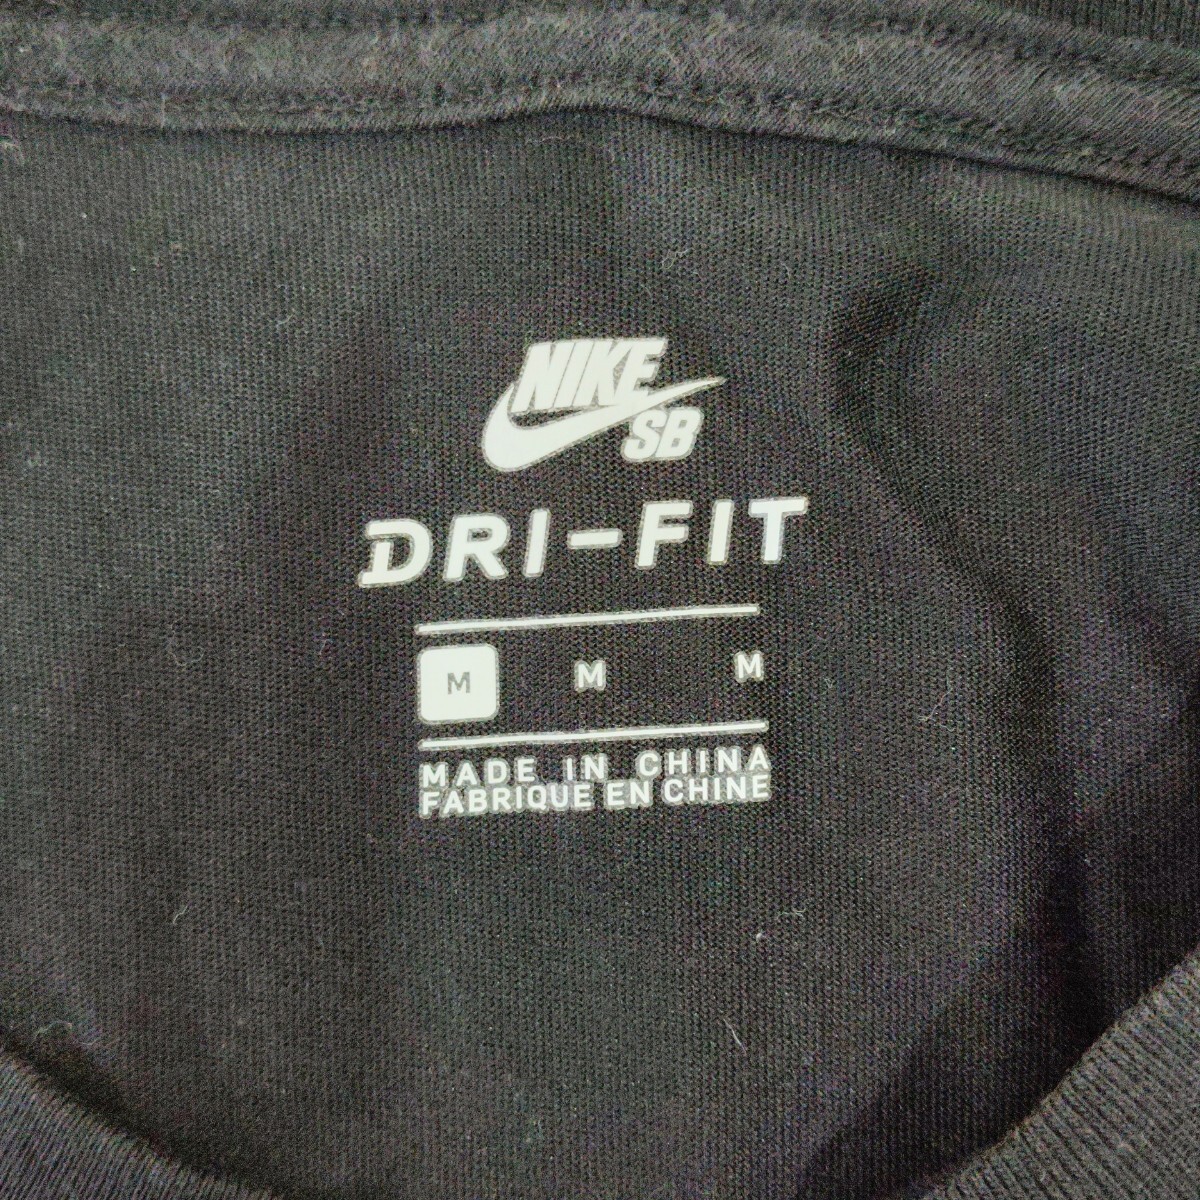 NIKE
SB
DRI-FIT
M M M
MADE IN CHINA
FABRIQUE EN CHINE